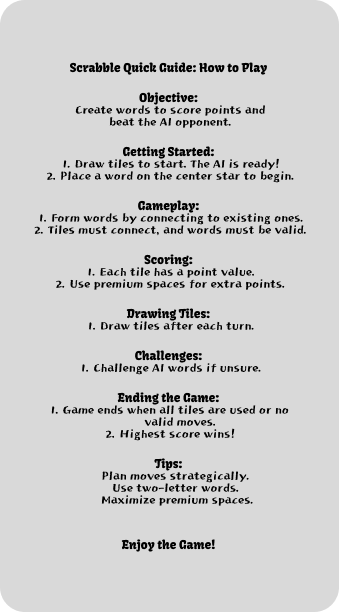 Scrabble Quick Guide: How to Play
Objective:
Create words to score points and
beat the AI opponent.
Getting Started:
1. Draw tiles to start. The AI is ready!
2. Place a word on the center star to begin.
Gameplay:
1. Form words by connecting to existing ones.
2. Tiles must connect, and words must be valid.
Scoring:
1. Each tile has a point value.
2. Use premium spaces for extra points.
Drawing Tiles:
1. Draw tiles after each turn.
Challenges:
1. Challenge AI words if unsure.
Ending the Game:
1. Game ends when all tiles are used or no
valid moves.
2. Highest score wins!
Tips:
Plan moves strategically.
Use two-letter words.
Maximize premium spaces.
Enjoy the Game!